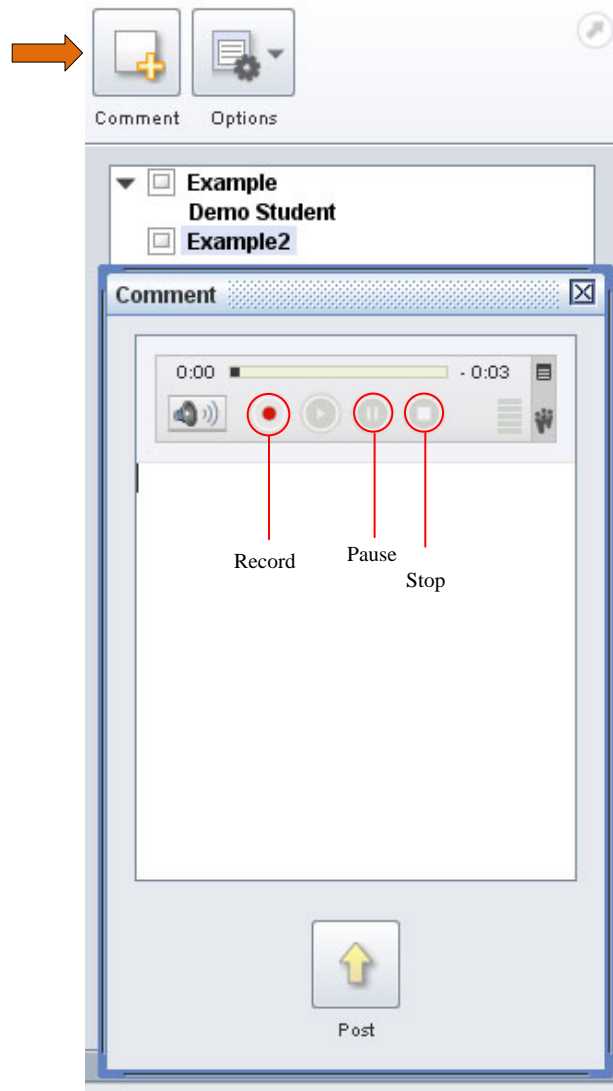 Comment Options
Example
Demo Student
Example2
Comment
0:00 - 0:03
Record Pause
Stop
Post